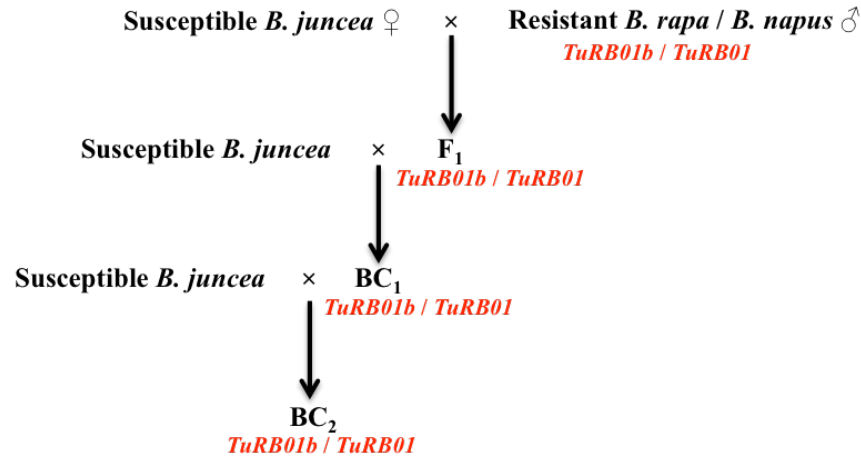 Susceptible B. juncea ♀ × Resistant B. rapa / B. napus ♂
TuRB01b / TuRB01
Susceptible B. juncea × F₁
TuRB01b / TuRB01
Susceptible B. juncea × BC₁
TuRB01b / TuRB01
BC₂
TuRB01b / TuRB01